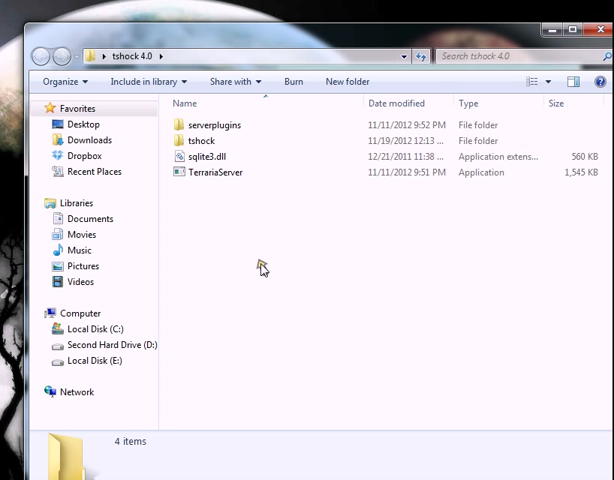 tshock 4.0
Search tshock 4.0
Organize Include in library Share with Burn New folder
Favorites
Desktop
Downloads
Dropbox
Recent Places
Libraries
Documents
Movies
Music
Pictures
Videos
Computer
Local Disk (C:)
Second Hard Drive (D:)
Local Disk (E:)
Network
Name Date modified Type Size
serverplugins 11/11/2012 9:52 PM File folder
tshock 11/19/2012 12:13 ... File folder
sqlite3.dll 12/21/2011 11:38 ... Application extens... 560 KB
TerrariaServer 11/11/2012 9:51 PM Application 1,545 KB
4 items